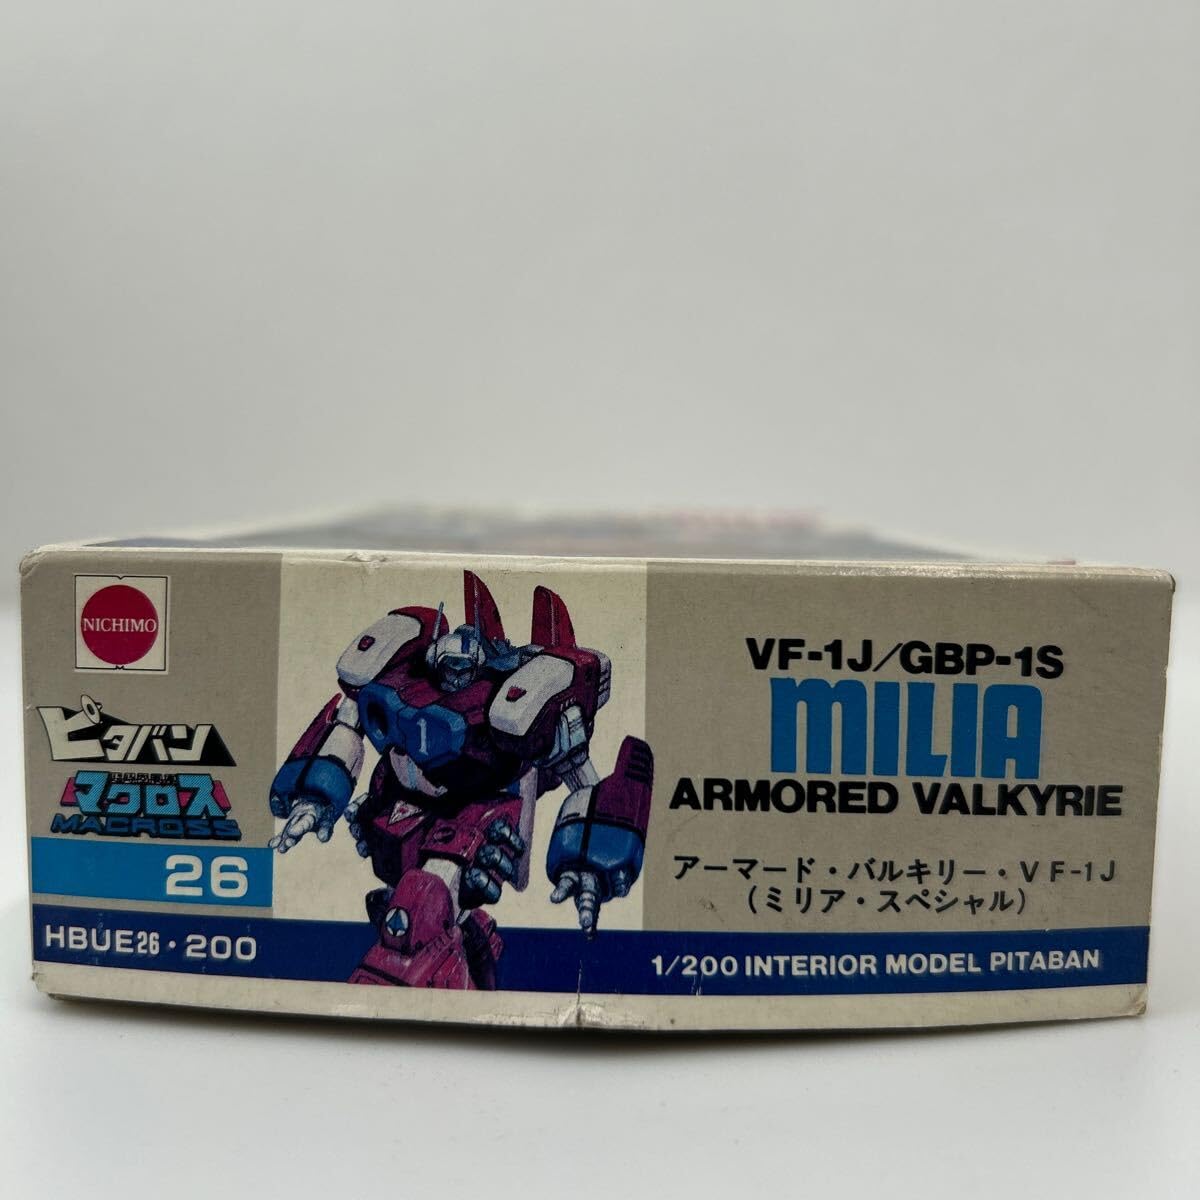 NICHIMO
ピタバン
超時空要塞
マクロス
MACROSS
26
HBUE26・200
1
VF-1J/GBP-1S
MILIA
ARMORED VALKYRIE
アーマード・バルキリー・VF-1J
(ミリア・スペシャル)
1/200 INTERIOR MODEL PITABAN